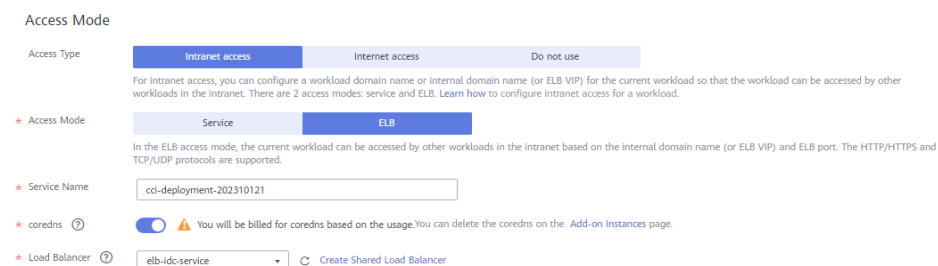 Access Mode
Access Type
Intranet access
Internet access
Do not use
For intranet access, you can configure a workload domain name or internal domain name (or ELB VIP) for the current workload so that the workload can be accessed by other
workloads in the intranet. There are 2 access modes: service and ELB. Learn how to configure intranet access for a workload.
* Access Mode
Service
ELB
In the ELB access mode, the current workload can be accessed by other workloads in the intranet based on the internal domain name (or ELB VIP) and ELB port. The HTTP/HTTPS and
TCP/UDP protocols are supported.
* Service Name
cci-deployment-202310121
* coredns ?
You will be billed for coredns based on the usage.You can delete the coredns on the Add-on Instances page.
* Load Balancer ?
elb-idc-service
Create Shared Load Balancer